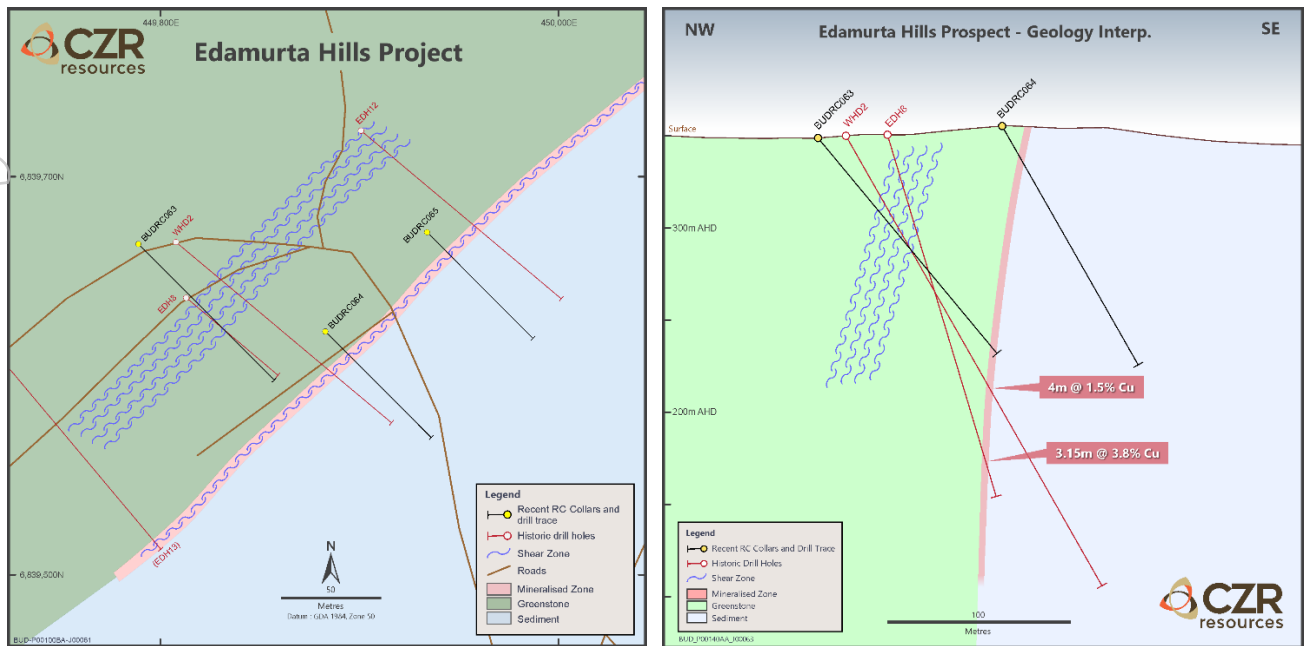 449,800E
450,000E
CZR
resources
Edamurta Hills Project
EDH12
6,839,700N
BUDRC063
WHD2
BUDRC065
EDH8
BUDRC064
(EDH13)
6,839,500N
N
50
Metres
Datum : GDA 1984, Zone 50
Legend
Recent RC Collars and
drill trace
Historic drill holes
Shear Zone
Roads
Mineralised Zone
Greenstone
Sediment
NW
Edamurta Hills Prospect - Geology Interp.
SE
BUDRC063
WHD2
EDH8
BUDRC064
Surface
300m AHD
4m @ 1.5% Cu
200m AHD
3.15m @ 3.8% Cu
Legend
Recent RC Collars and Drill Trace
Historic Drill Holes
Shear Zone
Mineralised Zone
Greenstone
Sediment
100
Metres
CZR
resources